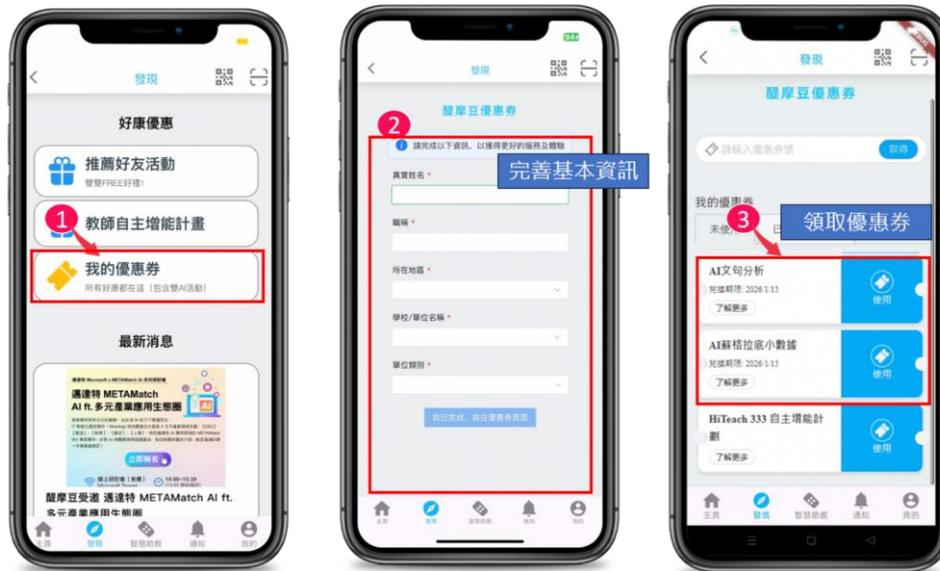 發現
好康優惠
推薦好友活動
雙雙FREE好禮!
1
教師自主增能計畫
我的優惠券
所有好康都在這（包含雙AI活動）
最新消息
邁達特 METAMatch
AI ft. 多元產業應用生態圈
AI
立即報名
醍摩豆受邀 邁達特 METAMatch AI ft.
多元產業應用生態圈
主頁
發現
智慧助教
通知
我的
94
發現
醍摩豆優惠券
2
請完成以下資訊，以獲得更好的服務及體驗
完善基本資訊
真實姓名 *
職稱 *
所在地區 *
學校/單位名稱 *
單位類別 *
我已完成，前往優惠券頁面
主頁
發現
智慧助教
通知
我的
發現
醍摩豆優惠券
請輸入優惠券號
取得
我的優惠券
3
未使用
已
領取優惠券
AI文句分析
兌換期限: 2026/1/15
了解更多
使用
AI蘇格拉底小數據
兌換期限: 2026/1/15
了解更多
使用
HiTeach 333 自主增能計
劃
了解更多
使用
主頁
發現
智慧助教
通知
我的